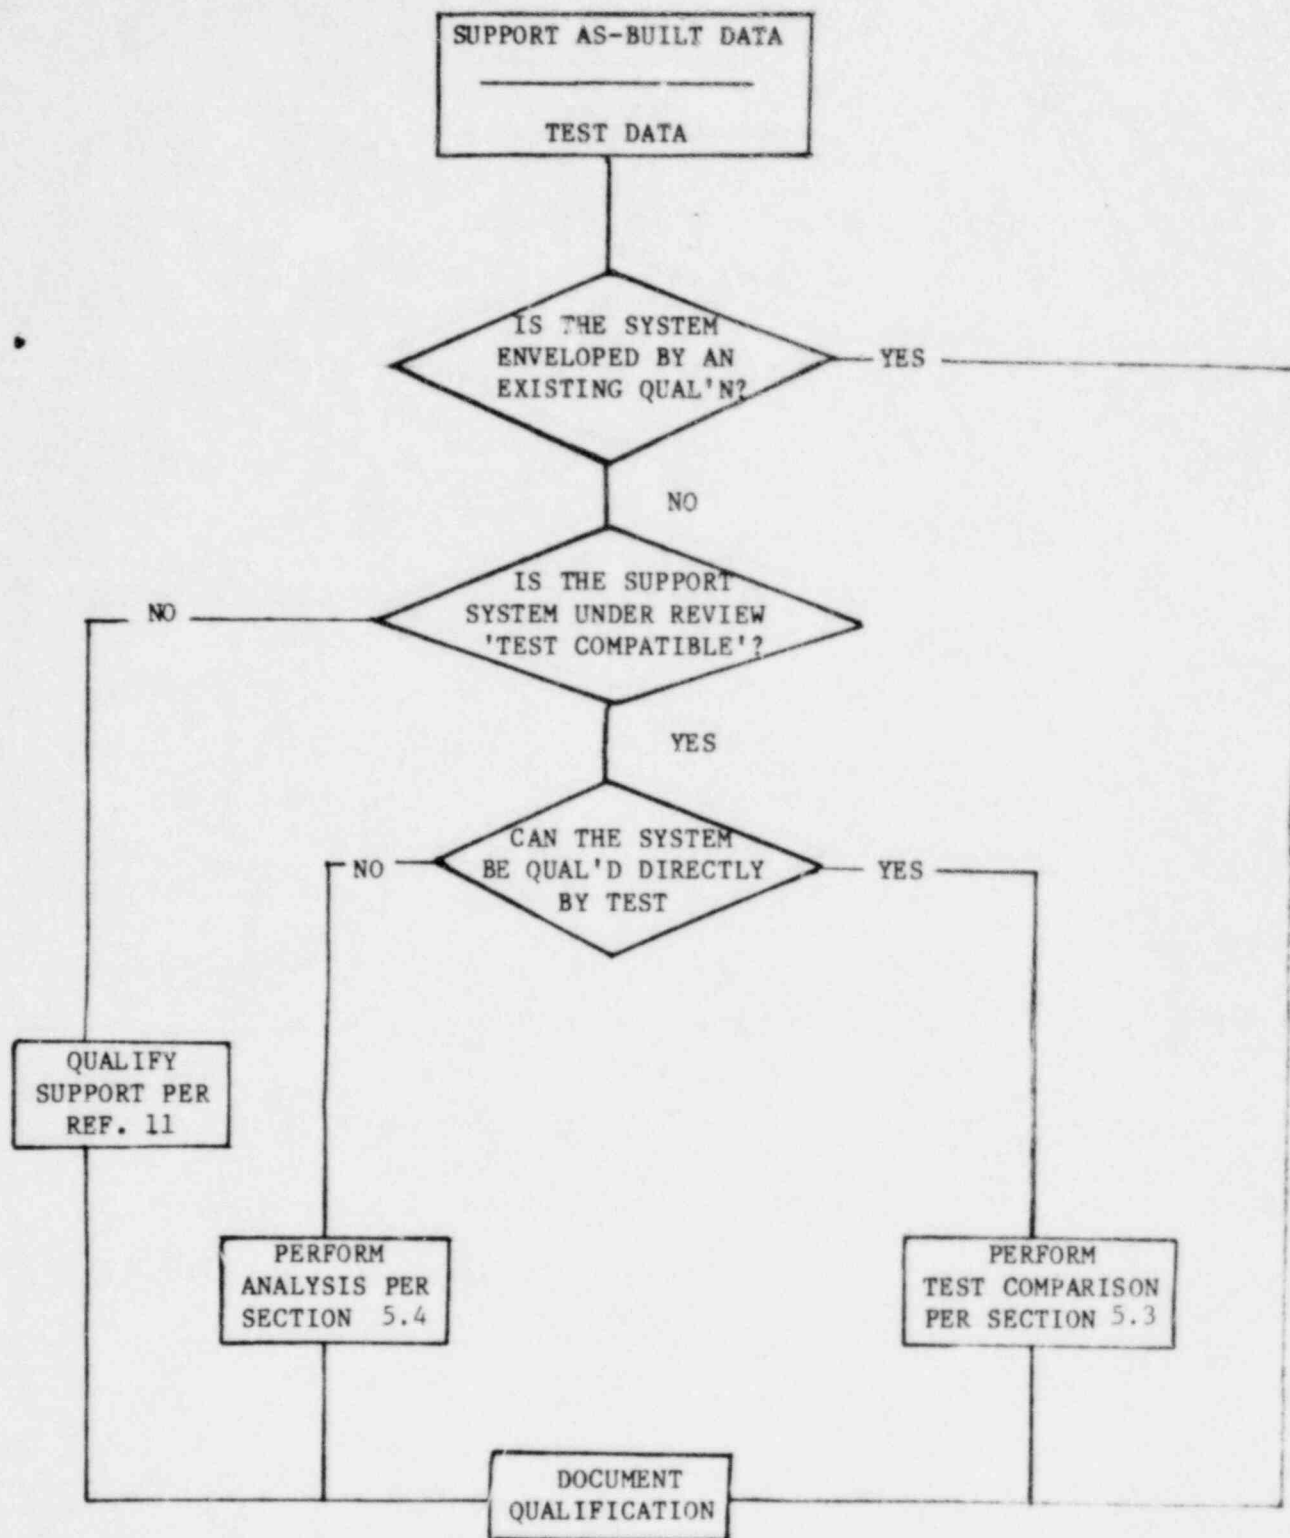 SUPPORT AS-BUILT DATA
TEST DATA
IS THE SYSTEM
ENVELOPED BY AN
EXISTING QUAL'N?
YES
NO
IS THE SUPPORT
SYSTEM UNDER REVIEW
'TEST COMPATIBLE'?
NO
YES
CAN THE SYSTEM
BE QUAL'D DIRECTLY
BY TEST
NO
YES
QUALIFY
SUPPORT PER
REF. 11
PERFORM
ANALYSIS PER
SECTION 5.4
PERFORM
TEST COMPARISON
PER SECTION 5.3
DOCUMENT
QUALIFICATION